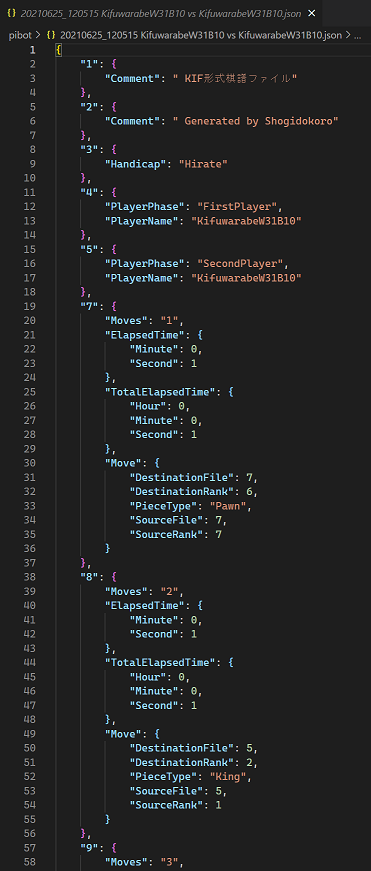 {} 20210625_120515 KifuwarabeW31B10 vs KifuwarabeW31B10.json ×
pibot > {} 20210625_120515 KifuwarabeW31B10 vs KifuwarabeW31B10.json > ...
1 {
2 "1": {
3 "Comment": " KIF形式棋譜ファイル"
4 },
5 "2": {
6 "Comment": " Generated by Shogidokoro"
7 },
8 "3": {
9 "Handicap": "Hirate"
10 },
11 "4": {
12 "PlayerPhase": "FirstPlayer",
13 "PlayerName": "KifuwarabeW31B10"
14 },
15 "5": {
16 "PlayerPhase": "SecondPlayer",
17 "PlayerName": "KifuwarabeW31B10"
18 },
19 "7": {
20 "Moves": "1",
21 "ElapsedTime": {
22 "Minute": 0,
23 "Second": 1
24 },
25 "TotalElapsedTime": {
26 "Hour": 0,
27 "Minute": 0,
28 "Second": 1
29 },
30 "Move": {
31 "DestinationFile": 7,
32 "DestinationRank": 6,
33 "PieceType": "Pawn",
34 "SourceFile": 7,
35 "SourceRank": 7
36 }
37 },
38 "8": {
39 "Moves": "2",
40 "ElapsedTime": {
41 "Minute": 0,
42 "Second": 1
43 },
44 "TotalElapsedTime": {
45 "Hour": 0,
46 "Minute": 0,
47 "Second": 1
48 },
49 "Move": {
50 "DestinationFile": 5,
51 "DestinationRank": 2,
52 "PieceType": "King",
53 "SourceFile": 5,
54 "SourceRank": 1
55 }
56 },
57 "9": {
58 "Moves": "3",